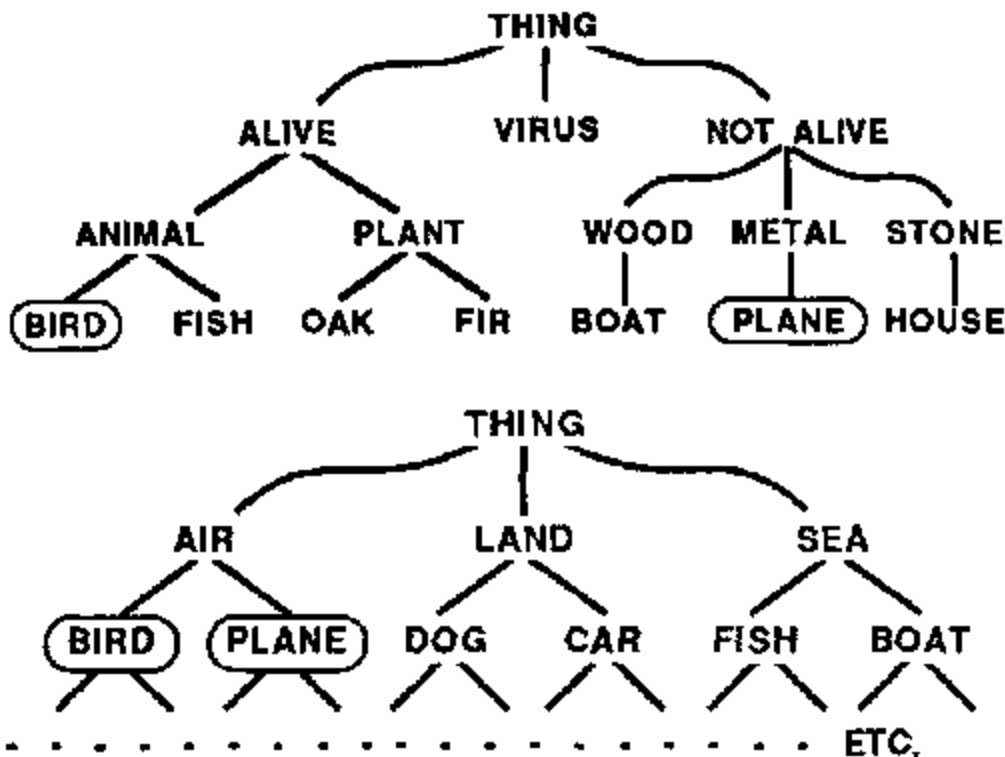 THING
ALIVE VIRUS NOT ALIVE
ANIMAL PLANT WOOD METAL STONE
BIRD FISH OAK FIR BOAT PLANE HOUSE
THING
AIR LAND SEA
BIRD PLANE DOG CAR FISH BOAT
ETC.